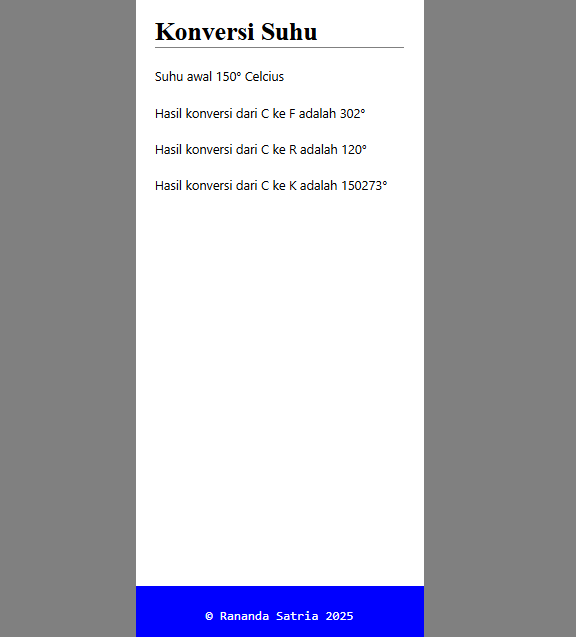 Konversi Suhu
Suhu awal 150° Celcius
Hasil konversi dari C ke F adalah 302°
Hasil konversi dari C ke R adalah 120°
Hasil konversi dari C ke K adalah 150273°
© Rananda Satria 2025